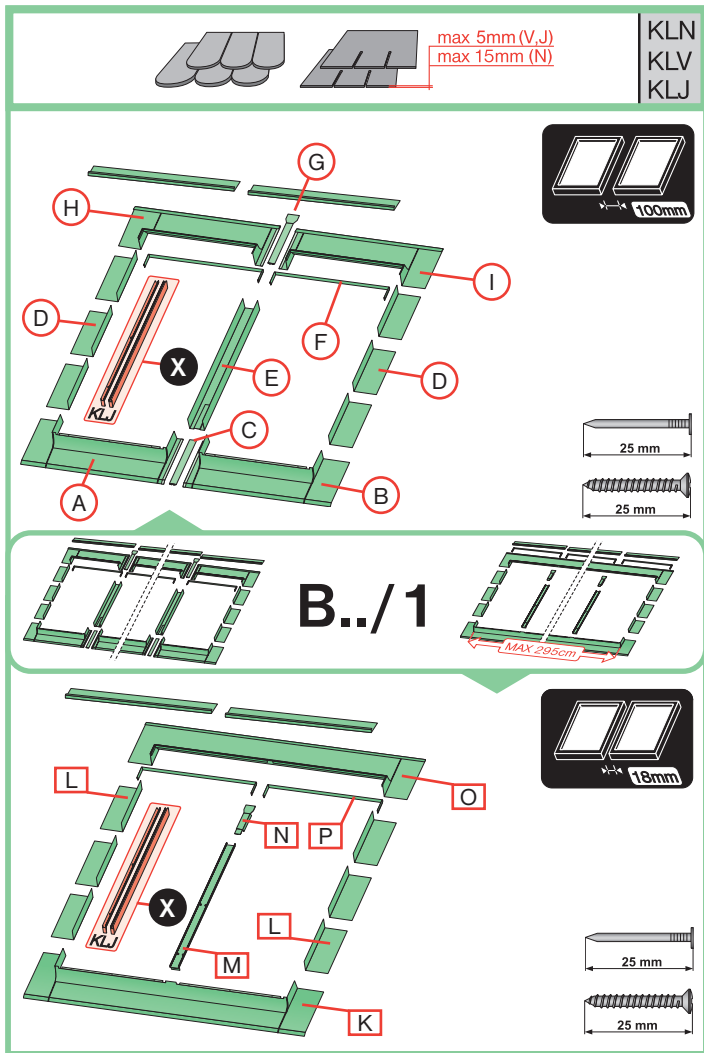 max 5mm (V,J)
max 15mm (N)
KLN
KLV
KLJ
G
100mm
H
I
D
F
X
E
D
KLJ
C
A
B
25 mm
25 mm
B../1
MAX 295cm
18mm
L
O
N
P
X
KLJ
L
M
K
25 mm
25 mm